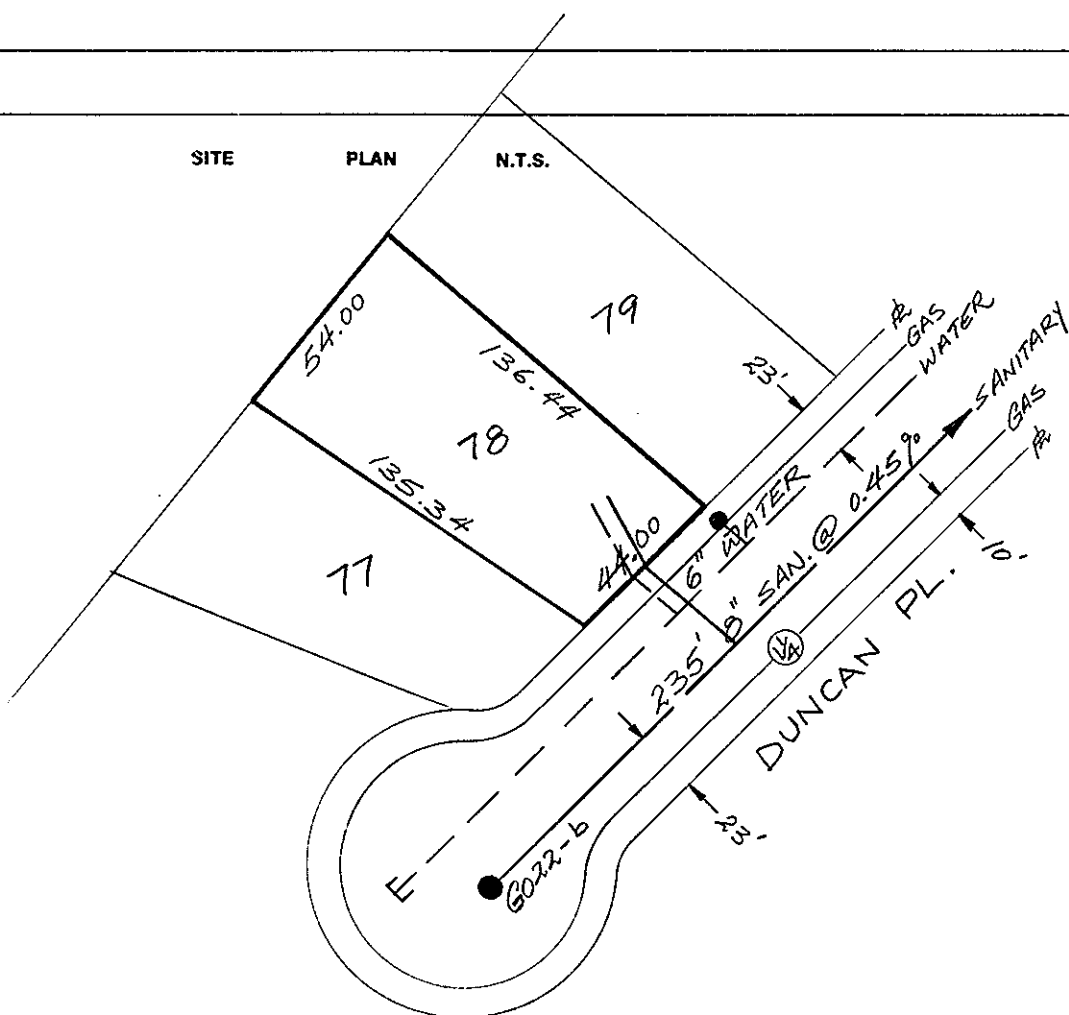 SITE PLAN N.T.S.
79
54.00
136.44
78
135.34
77
44.00
23'
℄
GAS
WATER
SANITARY
GAS
6" WATER
235' 8" SAN. @ 0.45%
10'
DUNCAN PL.
23'
G022-b